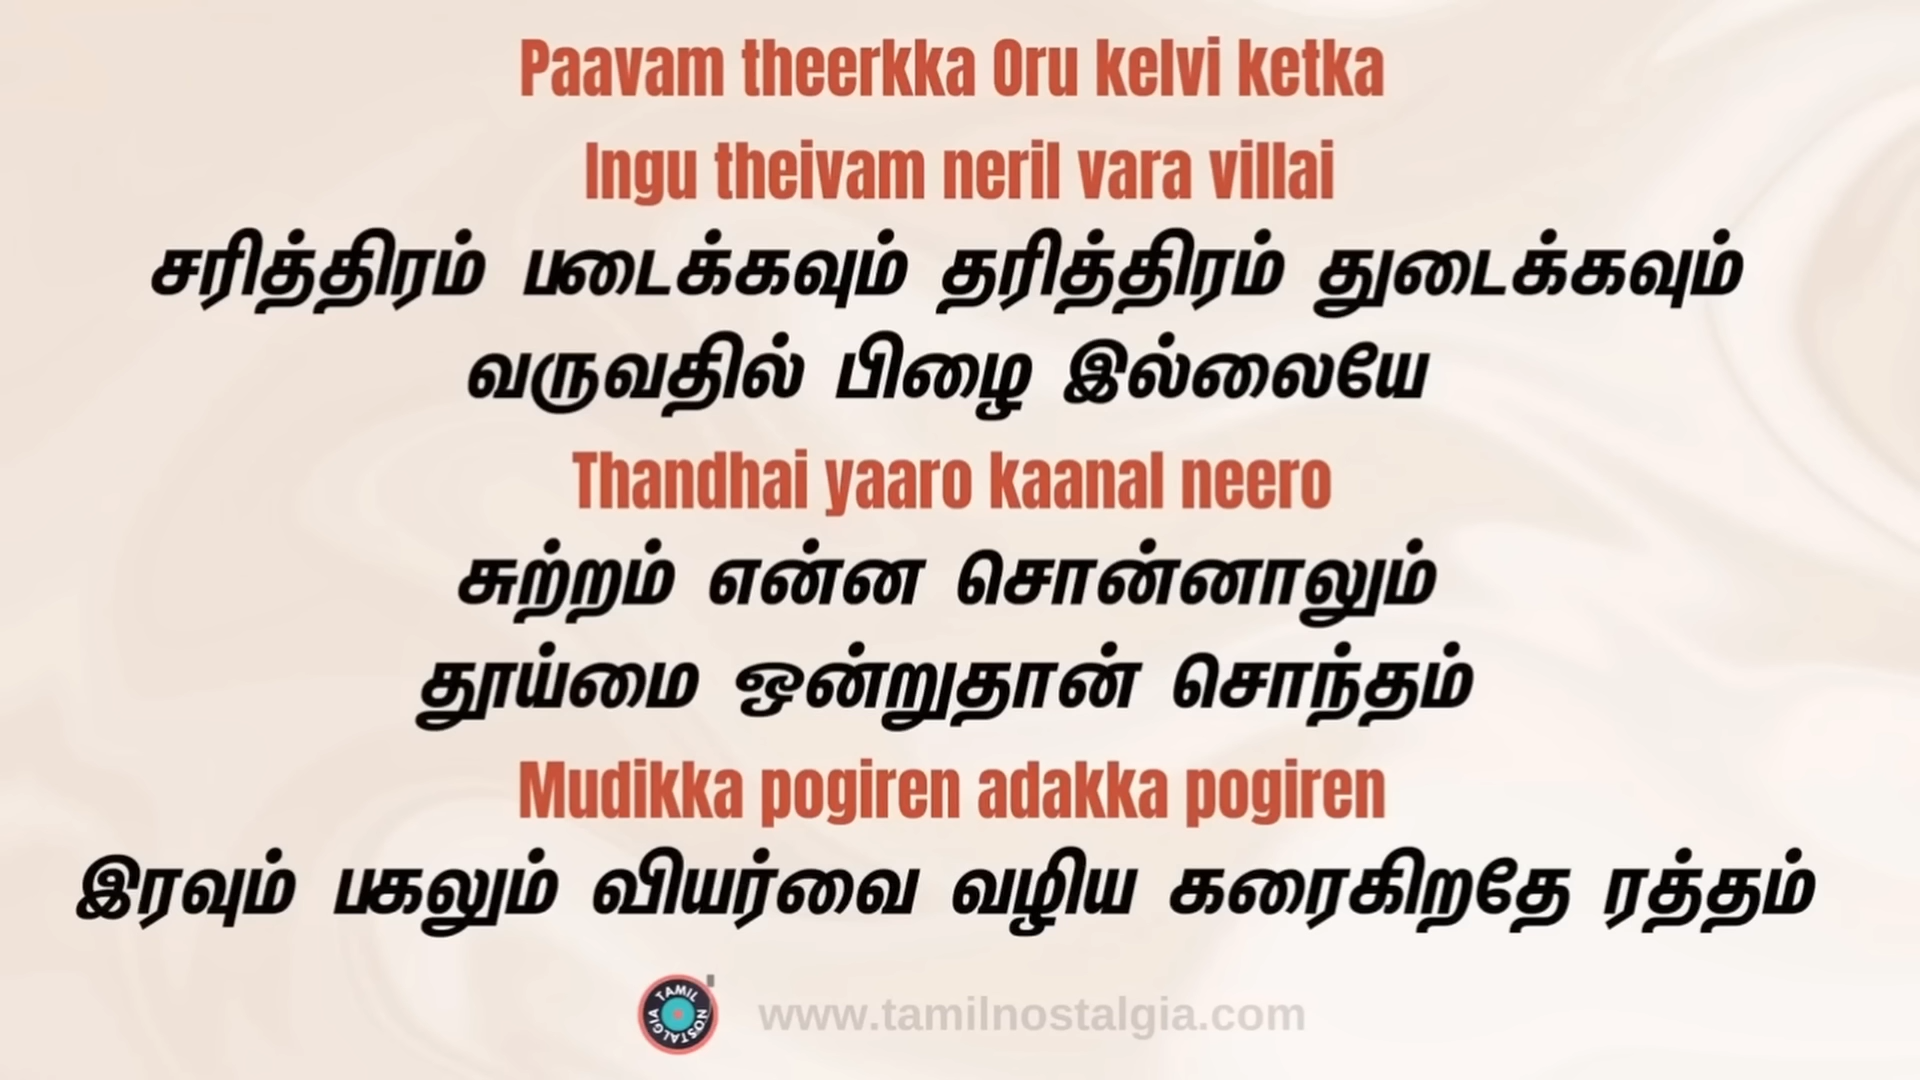 Paavam theerkka Oru kelvi ketka
Ingu theivam neril vara villai
சரித்திரம் படைக்கவும் தரித்திரம் துடைக்கவும்
வருவதில் பிழை இல்லையே
Thandhai yaaro kaanal neero
சுற்றம் என்ன சொன்னாலும்
தூய்மை ஒன்றுதான் சொந்தம்
Mudikka pogiren adakka pogiren
இரவும் பகலும் வியர்வை வழிய கரைகிறதே ரத்தம்
TAMIL NOSTALGIA www.tamilnostalgia.com